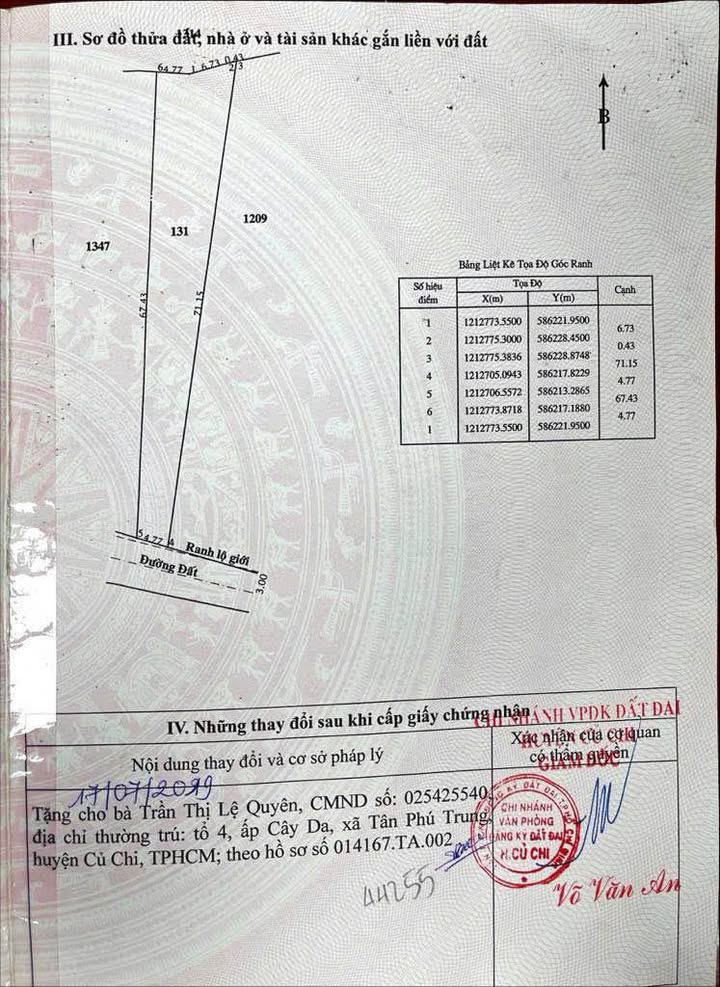 III. Sơ đồ thửa đất, nhà ở và tài sản khác gắn liền với đất
64.77 1 6.73 0.43
2/3
B
1347
131
1209
67.43
71.15
54.77 4
Ranh lộ giới
Đường Đất
3.00
Bảng Liệt Kê Tọa Độ Góc Ranh
Số hiệu điểm Tọa Độ Cạnh
X(m) Y(m)
1 1212773.5500 586221.9500
6.73
2 1212775.3000 586228.4500
0.43
3 1212775.3836 586228.8748
71.15
4 1212705.0943 586217.8229
4.77
5 1212706.5572 586213.2865
67.43
6 1212773.8718 586217.1880
4.77
1 1212773.5500 586221.9500
IV. Những thay đổi sau khi cấp giấy chứng nhận
CHI NHÁNH VPĐK ĐẤT ĐAI
Nội dung thay đổi và cơ sở pháp lý
Xác nhận của cơ quan
có thẩm quyền
GIÁM ĐỐC
17/07/2019
Tặng cho bà Trần Thị Lệ Quyên, CMND số: 025425540,
địa chỉ thường trú: tổ 4, ấp Cây Da, xã Tân Phú Trung,
huyện Củ Chi, TPHCM; theo hồ sơ số 014167.TA.002
CHI NHÁNH
VĂN PHÒNG
ĐĂNG KÝ ĐẤT ĐAI
H.CỦ CHI
44255
Võ Văn An